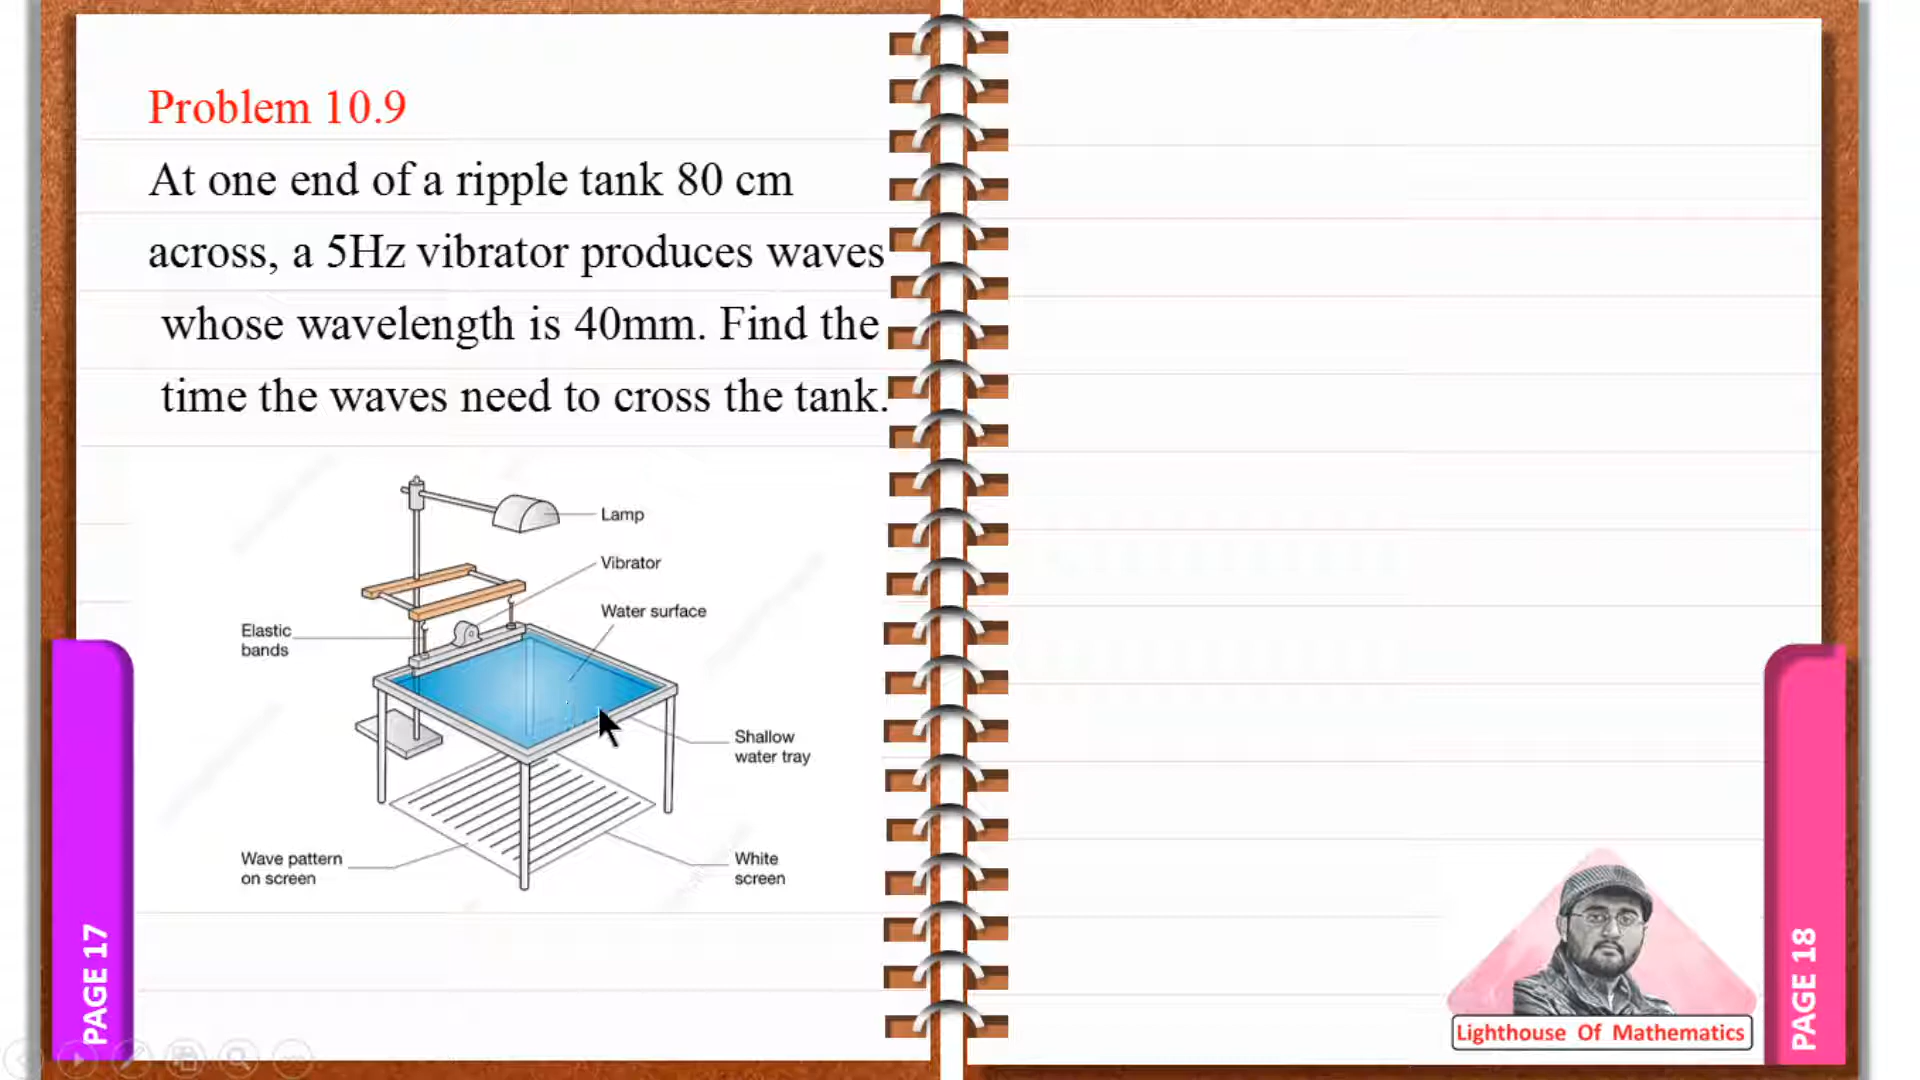 Problem 10.9
At one end of a ripple tank 80 cm
across, a 5Hz vibrator produces waves
whose wavelength is 40mm. Find the
time the waves need to cross the tank.
Lamp
Vibrator
Water surface
Elastic
bands
Shallow
water tray
Wave pattern
on screen
White
screen
PAGE 17
PAGE 18
Lighthouse Of Mathematics